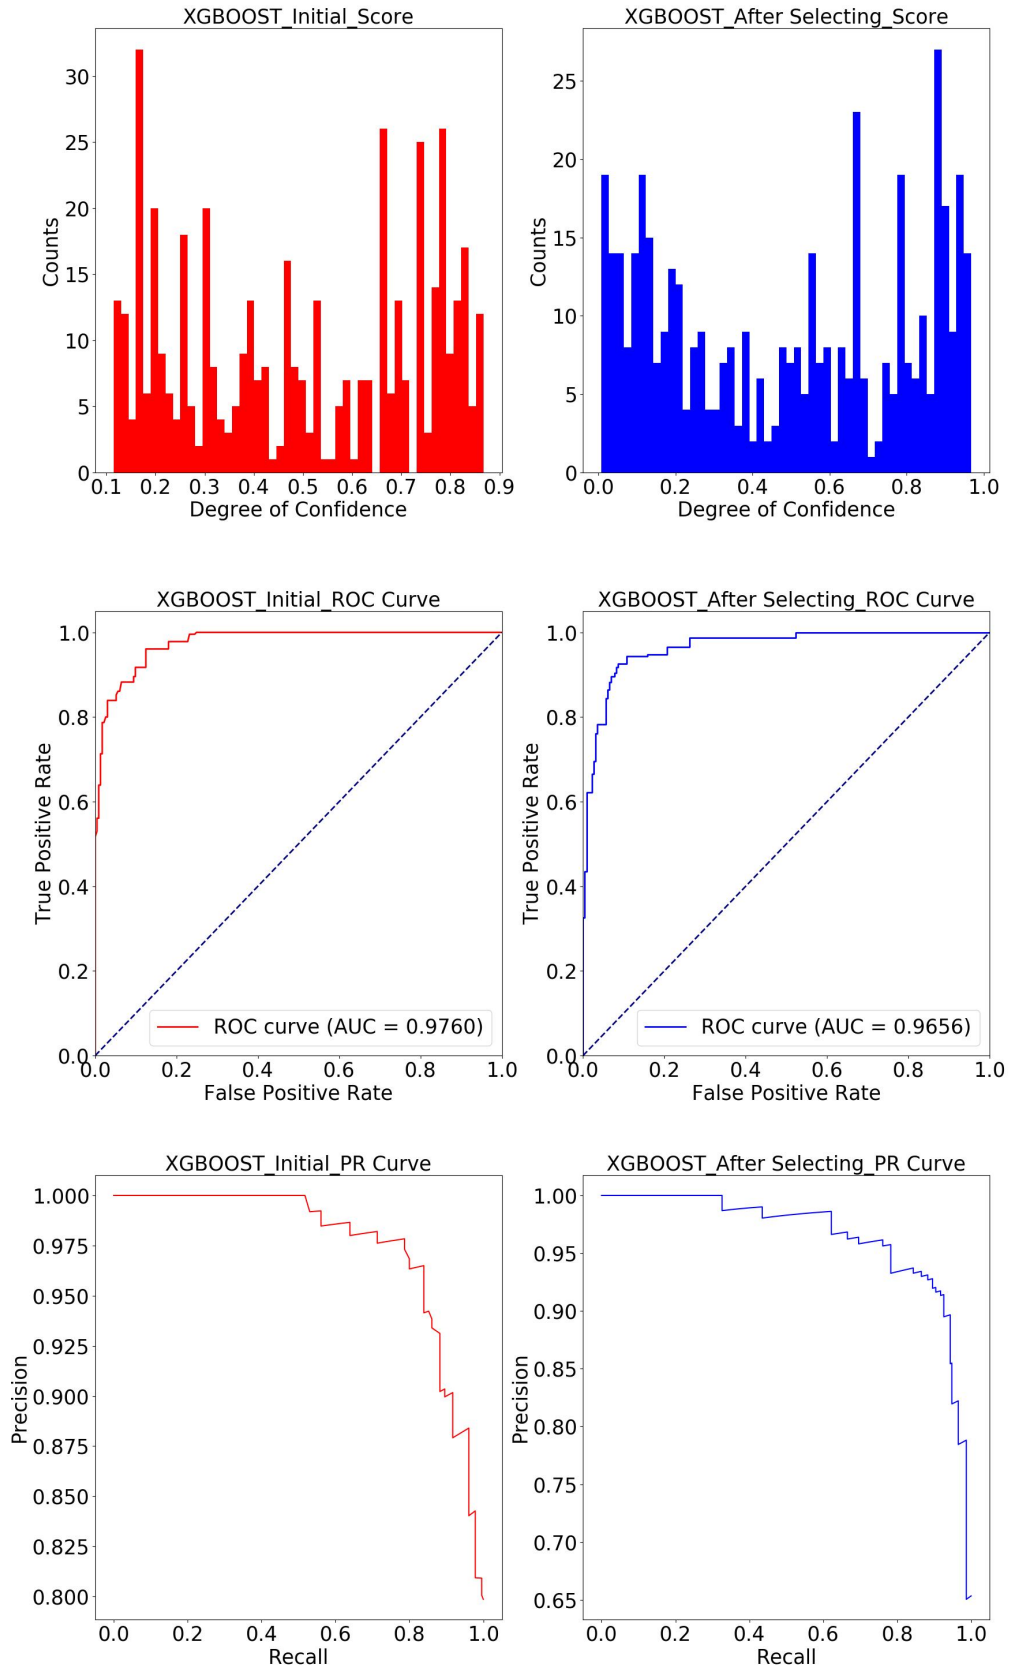 XGBOOST_Initial_Score
XGBOOST_After Selecting_Score
Counts
30
25
20
15
10
5
0
0.1 0.2 0.3 0.4 0.5 0.6 0.7 0.8 0.9
Degree of Confidence
Counts
25
20
15
10
5
0
0.0 0.2 0.4 0.6 0.8 1.0
Degree of Confidence
XGBOOST_Initial_ROC Curve
XGBOOST_After Selecting_ROC Curve
True Positive Rate
1.0
0.8
0.6
0.4
0.2
0.0
ROC curve (AUC = 0.9760)
0.0 0.2 0.4 0.6 0.8 1.0
False Positive Rate
True Positive Rate
1.0
0.8
0.6
0.4
0.2
0.0
ROC curve (AUC = 0.9656)
0.0 0.2 0.4 0.6 0.8 1.0
False Positive Rate
XGBOOST_Initial_PR Curve
XGBOOST_After Selecting_PR Curve
Precision
1.000
0.975
0.950
0.925
0.900
0.875
0.850
0.825
0.800
0.0 0.2 0.4 0.6 0.8 1.0
Recall
Precision
1.00
0.95
0.90
0.85
0.80
0.75
0.70
0.65
0.0 0.2 0.4 0.6 0.8 1.0
Recall